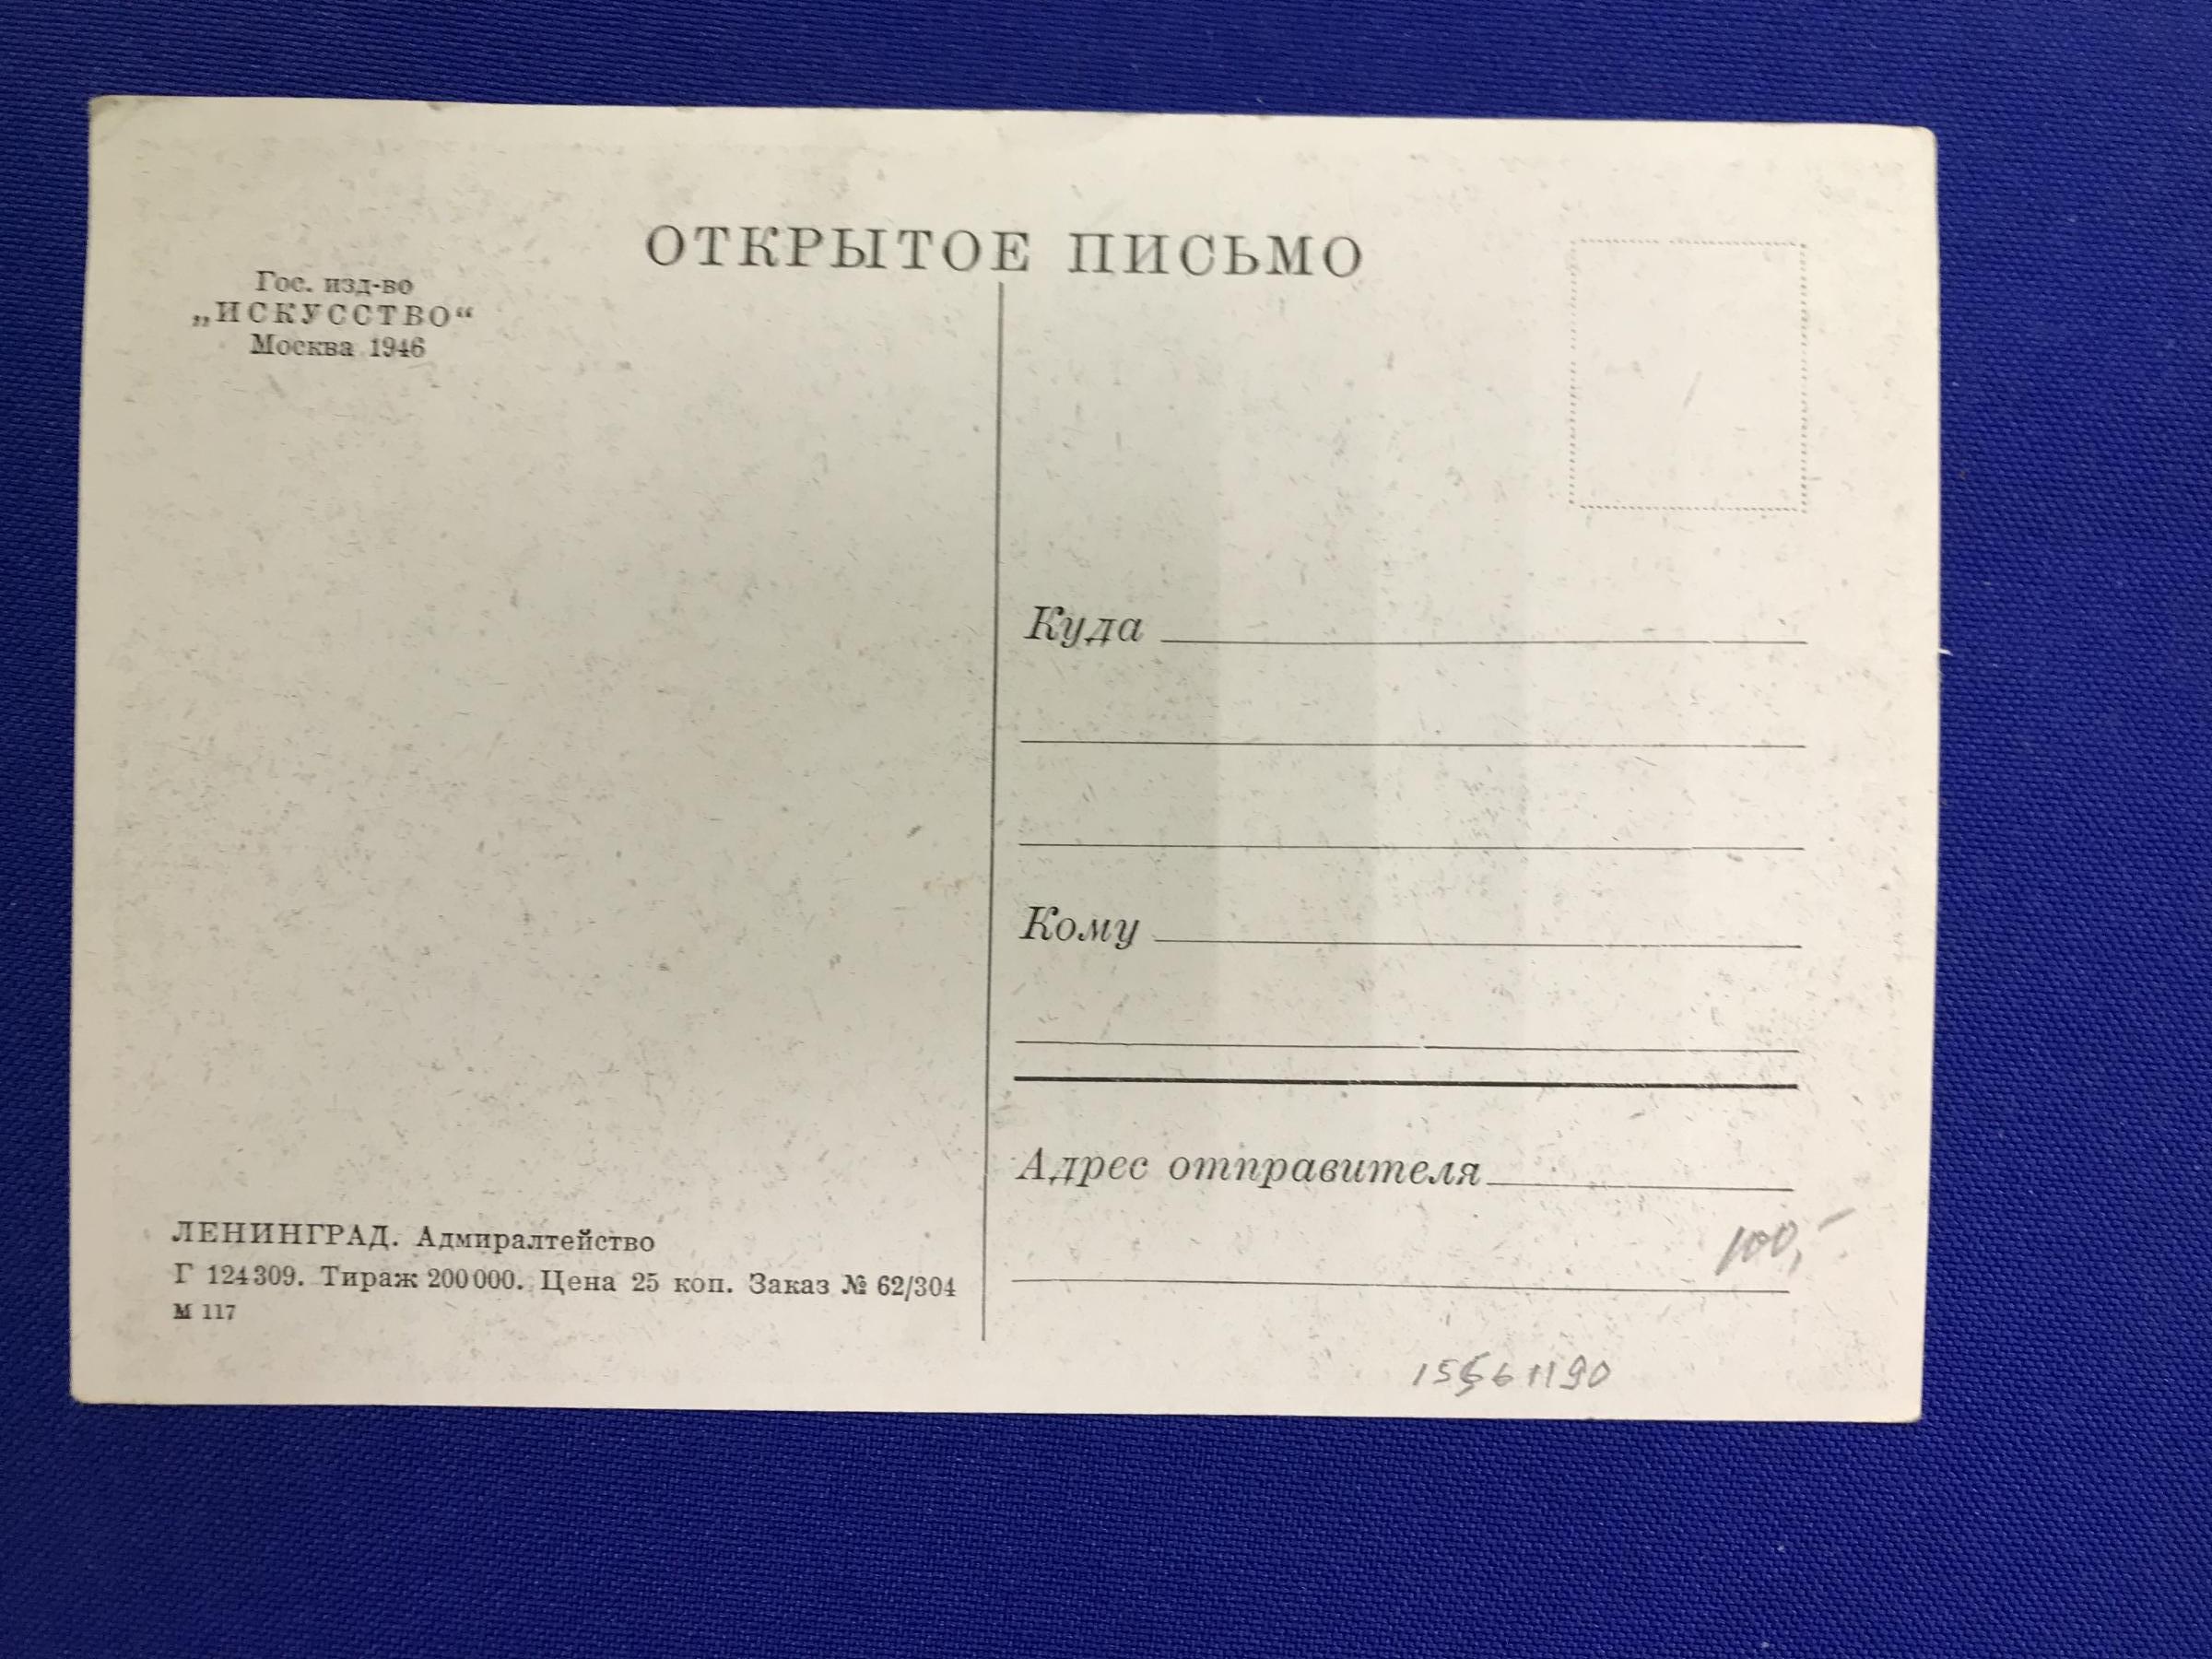 ОТКРЫТОЕ ПИСЬМО
Гос. изд-во
„ИСКУССТВО“
Москва 1946
Куда
Кому
Адрес отправителя
100,-
ЛЕНИНГРАД. Адмиралтейство
Г 124309. Тираж 200000. Цена 25 коп. Заказ № 62/304
М 117